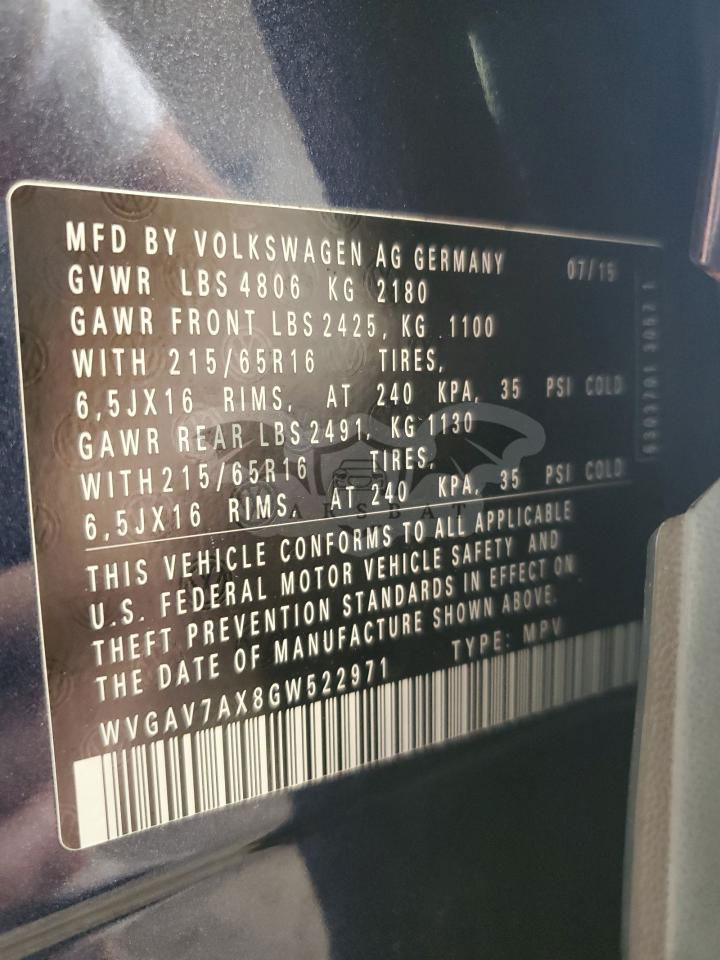 MFD BY VOLKSWAGEN AG GERMANY 07/15
GVWR LBS 4806 KG 2180
GAWR FRONT LBS 2425, KG 1100
WITH 215/65R16 TIRES,
6,5JX16 RIMS, AT 240 KPA, 35 PSI COLD
GAWR REAR LBS 2491, KG 1130
WITH 215/65R16 TIRES,
6,5JX16 RIMS, AT 240 KPA, 35 PSI COLD
THIS VEHICLE CONFORMS TO ALL APPLICABLE
U.S. FEDERAL MOTOR VEHICLE SAFETY AND
THEFT PREVENTION STANDARDS IN EFFECT ON
THE DATE OF MANUFACTURE SHOWN ABOVE.
WVGAV7AX8GW522971 TYPE: MPV